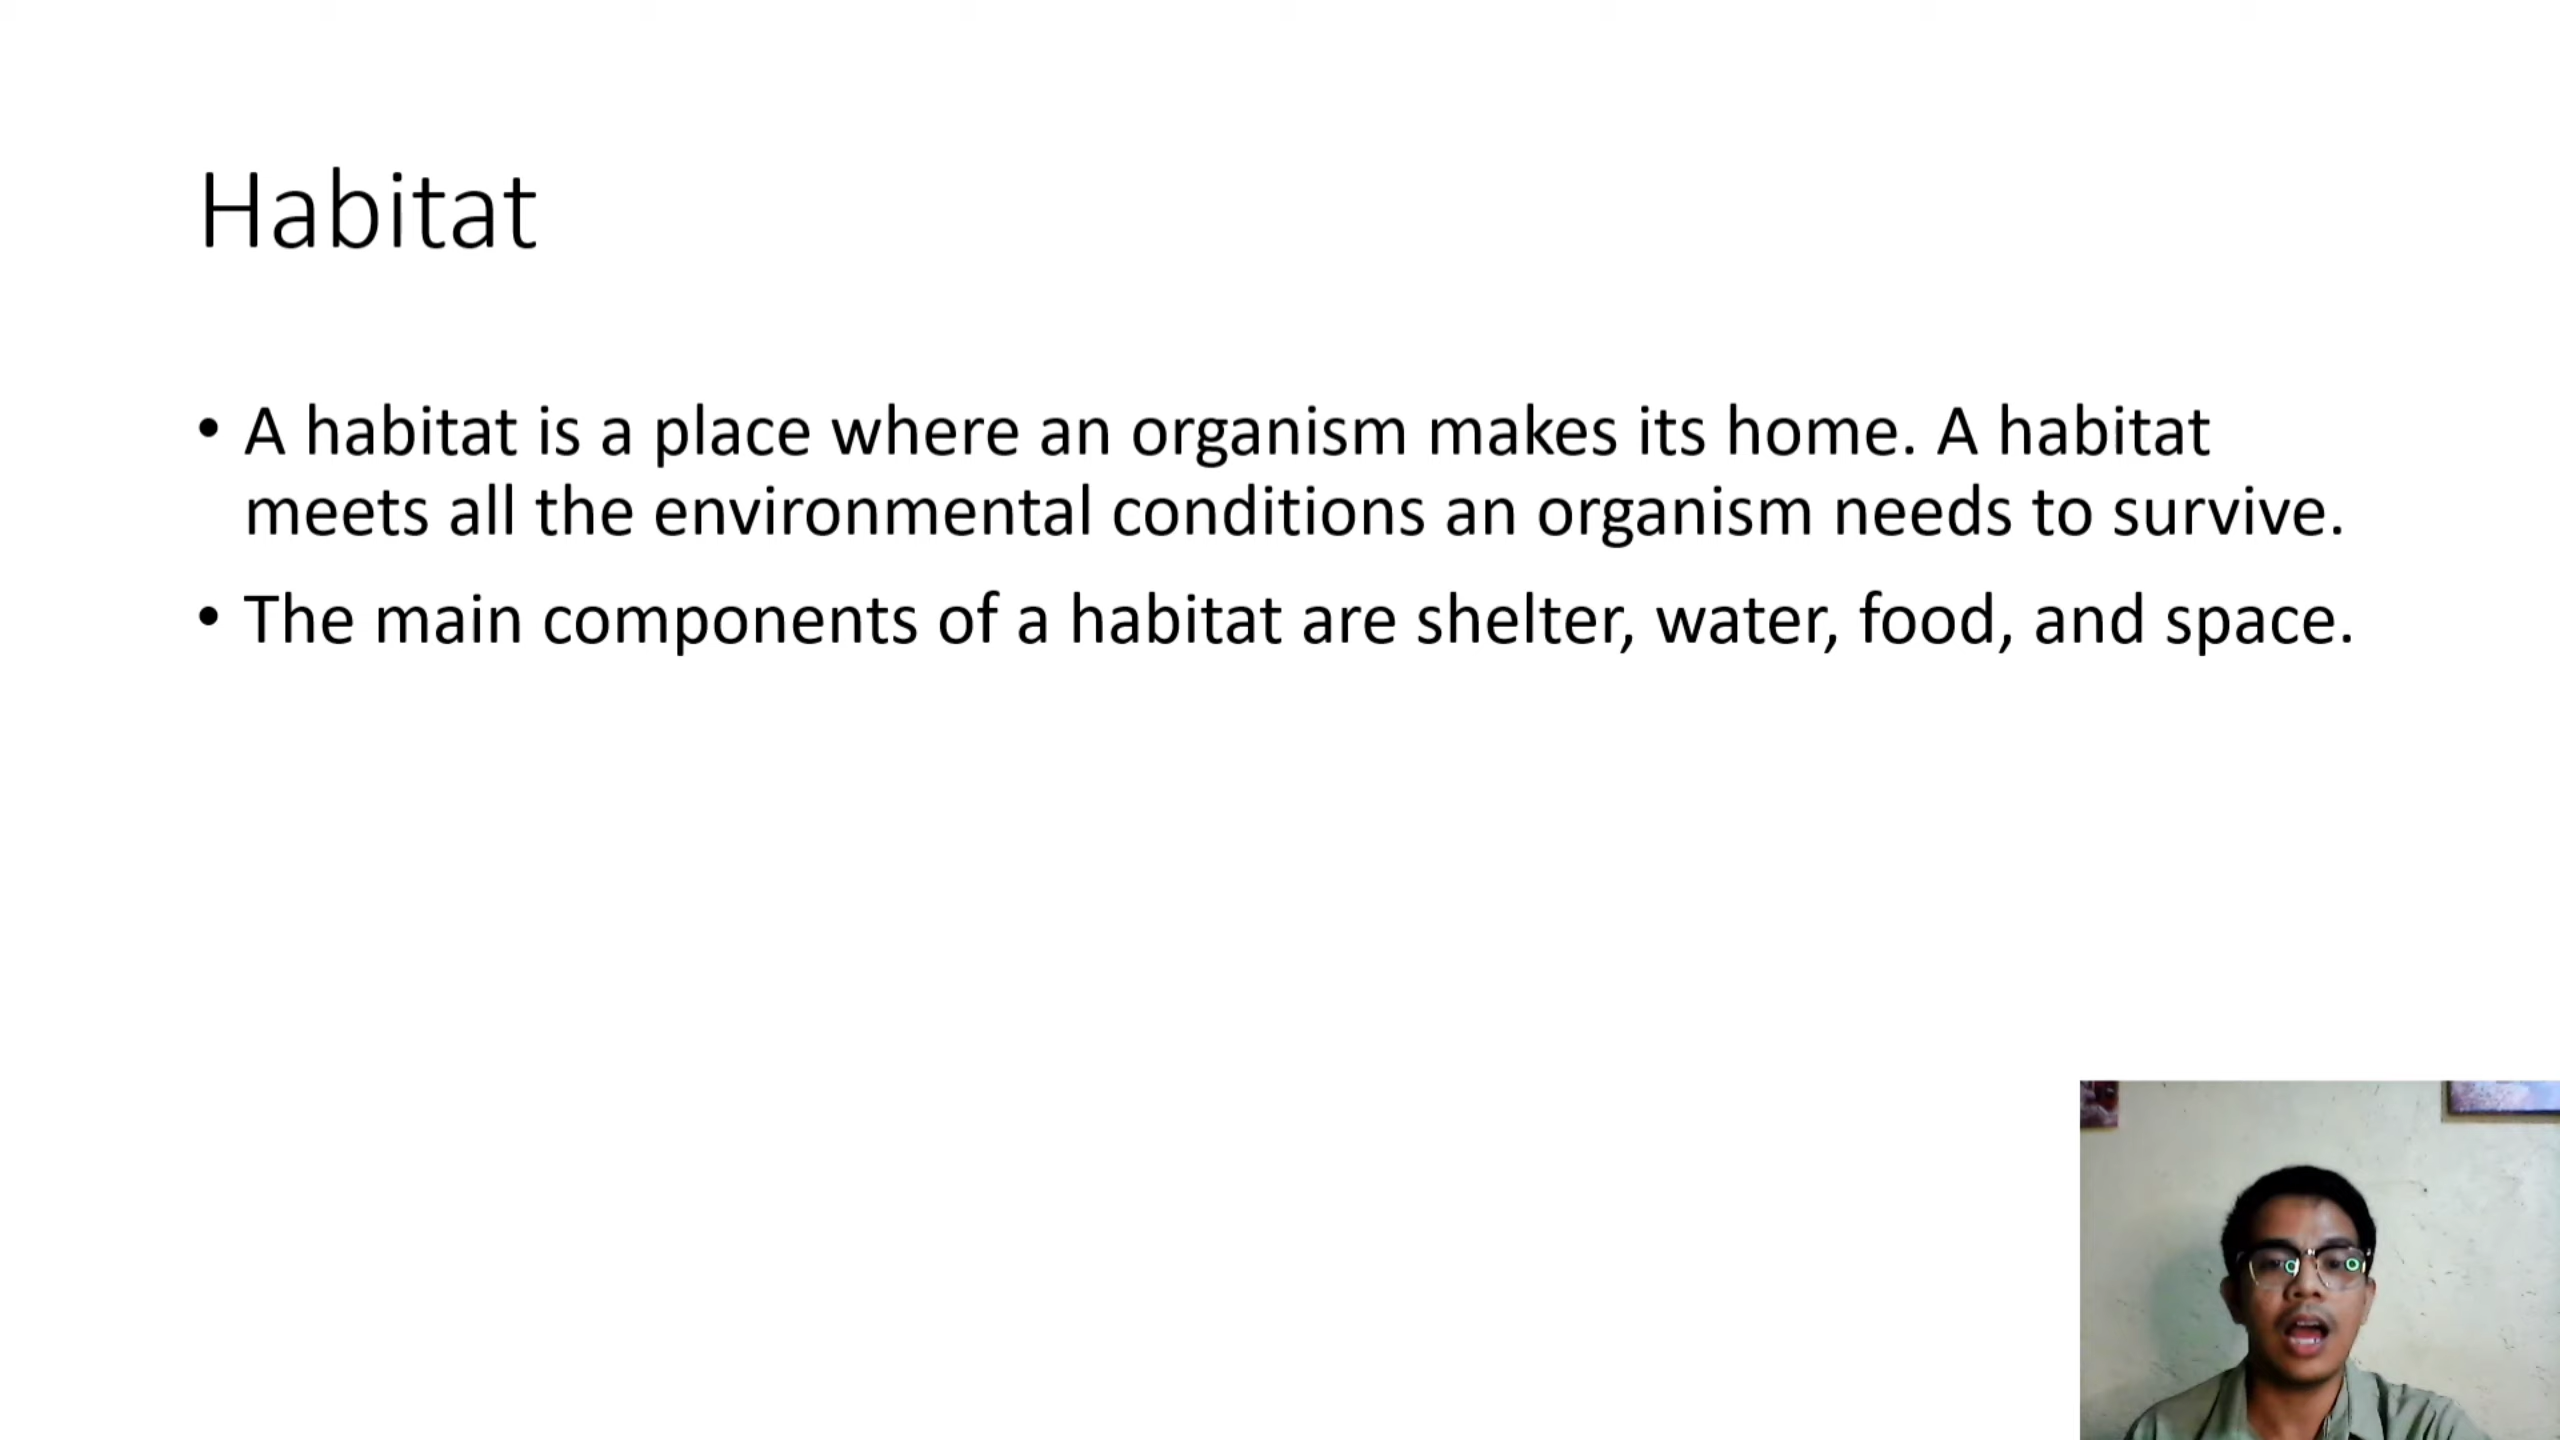 Habitat
• A habitat is a place where an organism makes its home. A habitat
meets all the environmental conditions an organism needs to survive.
• The main components of a habitat are shelter, water, food, and space.